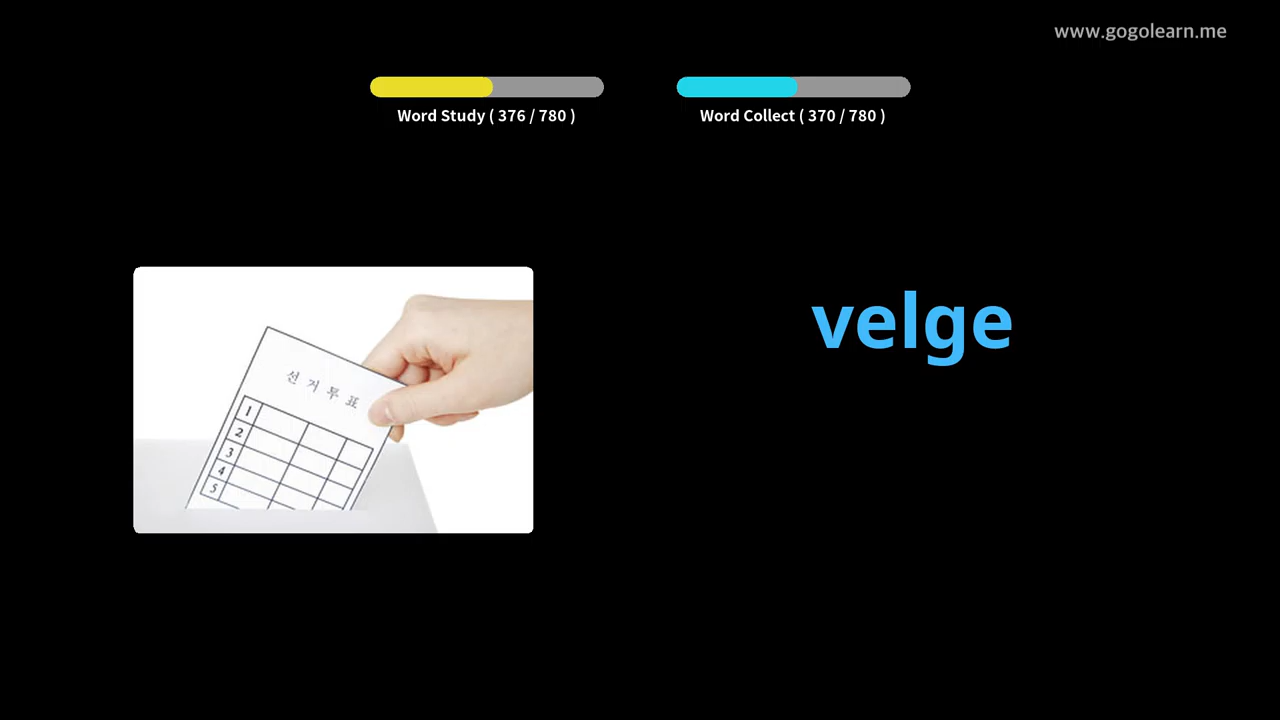 www.gogolearn.me
Word Study ( 376 / 780 )
Word Collect ( 370 / 780 )
velge
선거투표
1
2
3
4
5